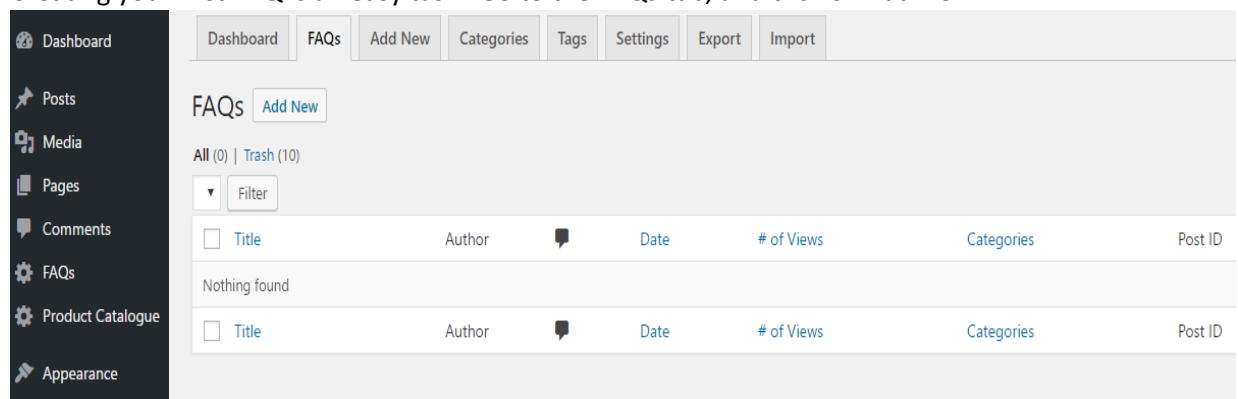 Dashboard
Posts
Media
Pages
Comments
FAQs
Product Catalogue
Appearance
Dashboard FAQs Add New Categories Tags Settings Export Import
FAQs Add New
All (0) | Trash (10)
Filter
Title Author Date # of Views Categories Post ID
Nothing found
Title Author Date # of Views Categories Post ID